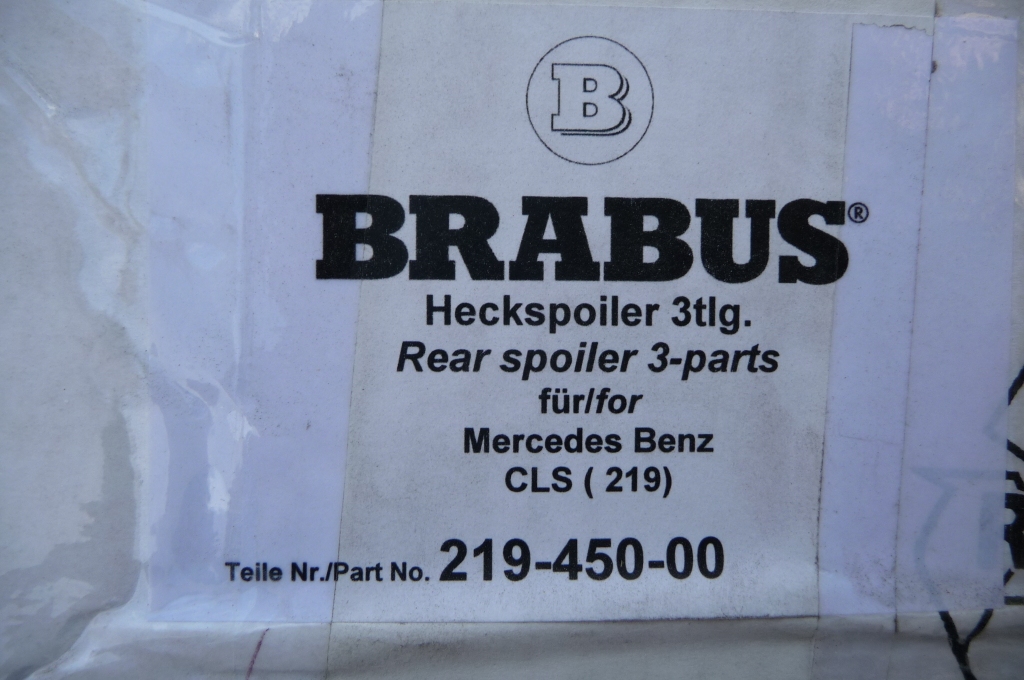 B
BRABUS®
Heckspoiler 3tlg.
Rear spoiler 3-parts
für/for
Mercedes Benz
CLS ( 219)
Teile Nr./Part No. 219-450-00